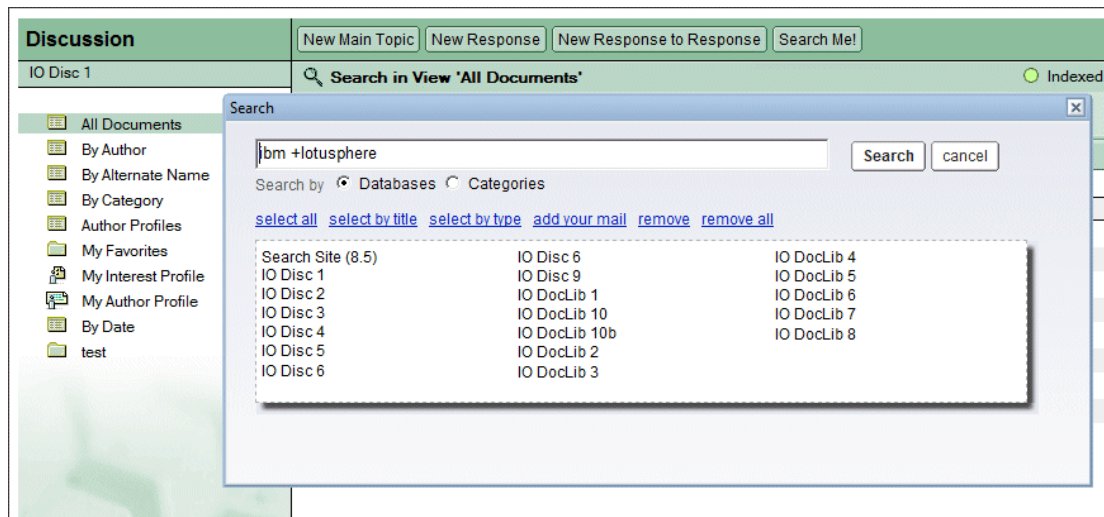 Discussion
New Main Topic New Response New Response to Response Search Me!
IO Disc 1
Search in View 'All Documents'
Indexed
All Documents
By Author
By Alternate Name
By Category
Author Profiles
My Favorites
My Interest Profile
My Author Profile
By Date
test
Search
ibm +lotusphere
Search cancel
Search by Databases Categories
select all select by title select by type add your mail remove remove all
Search Site (8.5)
IO Disc 1
IO Disc 2
IO Disc 3
IO Disc 4
IO Disc 5
IO Disc 6
IO Disc 6
IO Disc 9
IO DocLib 1
IO DocLib 10
IO DocLib 10b
IO DocLib 2
IO DocLib 3
IO DocLib 4
IO DocLib 5
IO DocLib 6
IO DocLib 7
IO DocLib 8